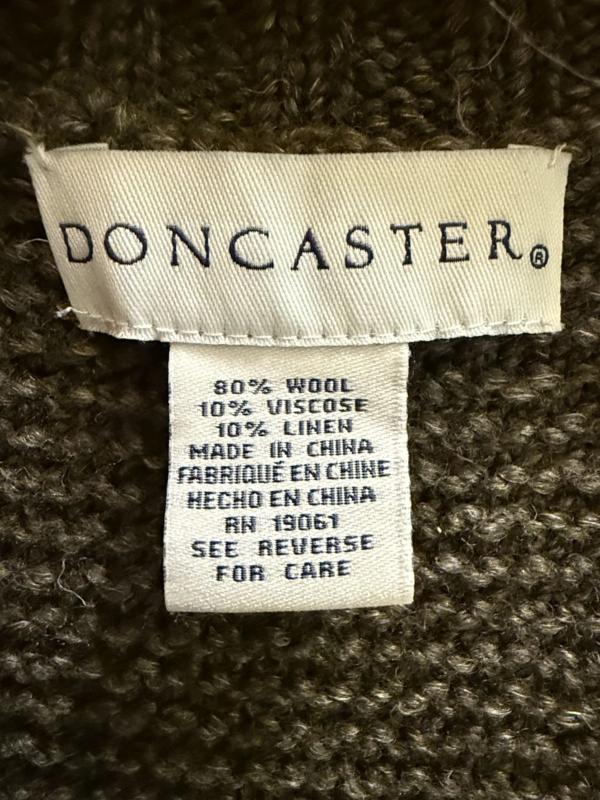 DONCASTER®
80% WOOL
10% VISCOSE
10% LINEN
MADE IN CHINA
FABRIQUÉ EN CHINE
HECHO EN CHINA
RN 19061
SEE REVERSE
FOR CARE